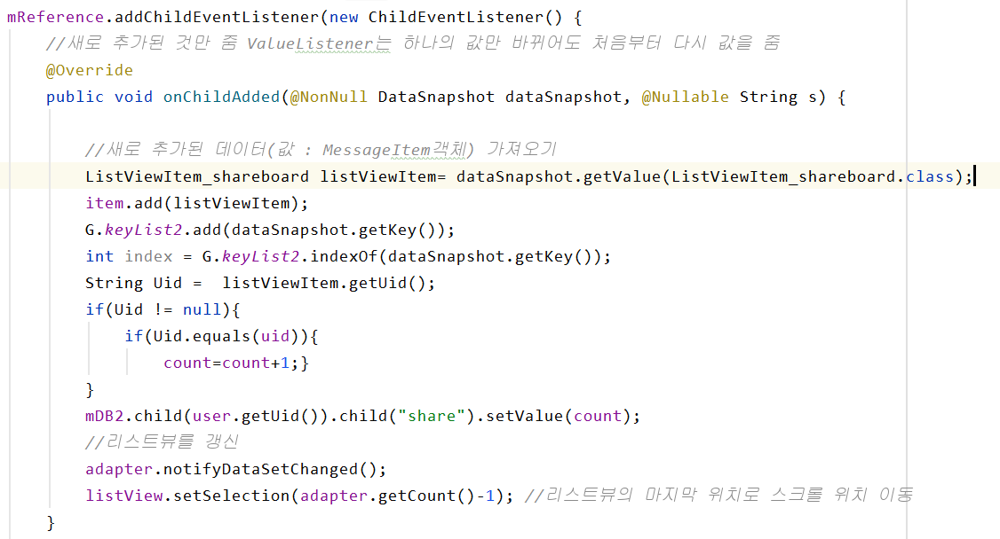 mReference.addChildEventListener(new ChildEventListener() {
//새로 추가된 것만 줌 ValueListener는 하나의 값만 바뀌어도 처음부터 다시 값을 줌
@Override
public void onChildAdded(@NonNull DataSnapshot dataSnapshot, @Nullable String s) {
//새로 추가된 데이터(값 : MessageItem객체) 가져오기
ListViewItem_shareboard listViewItem= dataSnapshot.getValue(ListViewItem_shareboard.class);
item.add(listViewItem);
G.keyList2.add(dataSnapshot.getKey());
int index = G.keyList2.indexOf(dataSnapshot.getKey());
String Uid =  listViewItem.getUid();
if(Uid != null){
if(Uid.equals(uid)){
count=count+1;}
}
mDB2.child(user.getUid()).child("share").setValue(count);
//리스트뷰를 갱신
adapter.notifyDataSetChanged();
listView.setSelection(adapter.getCount()-1); //리스트뷰의 마지막 위치로 스크롤 위치 이동
}